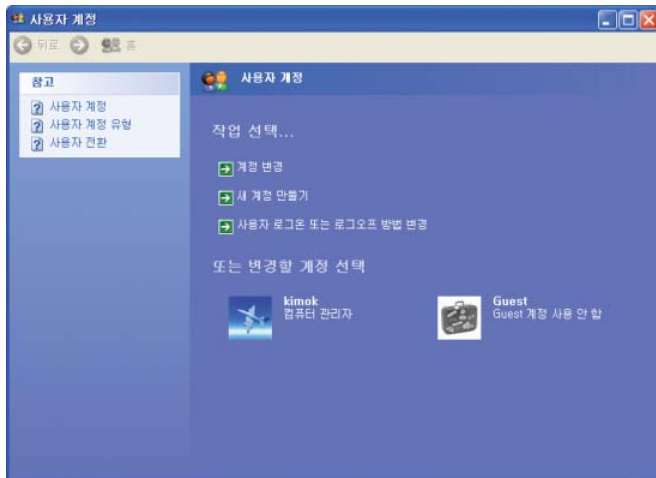 사용자 계정
뒤로 홈
참고
사용자 계정
사용자 계정 유형
사용자 전환
사용자 계정
작업 선택...
계정 변경
새 계정 만들기
사용자 로그온 또는 로그오프 방법 변경
또는 변경할 계정 선택
kimok
컴퓨터 관리자
Guest
Guest 계정 사용 안 함